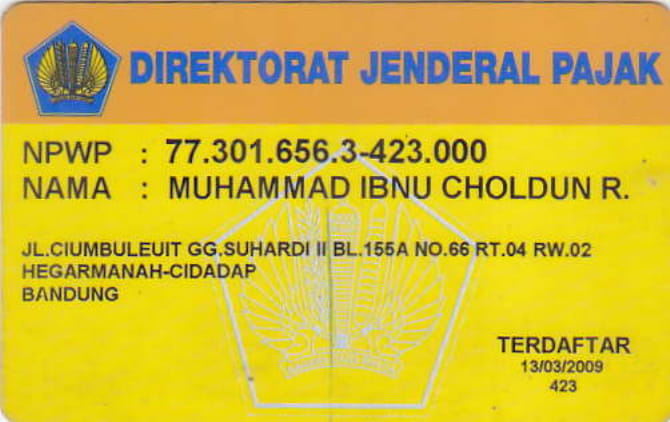 DIREKTORAT JENDERAL PAJAK
NPWP : 77.301.656.3-423.000
NAMA : MUHAMMAD IBNU CHOLDUN R.
JL.CIUMBULEUIT GG.SUHARDI II BL.155A NO.66 RT.04 RW.02
HEGARMANAH-CIDADAP
BANDUNG
TERDAFTAR
13/03/2009
423